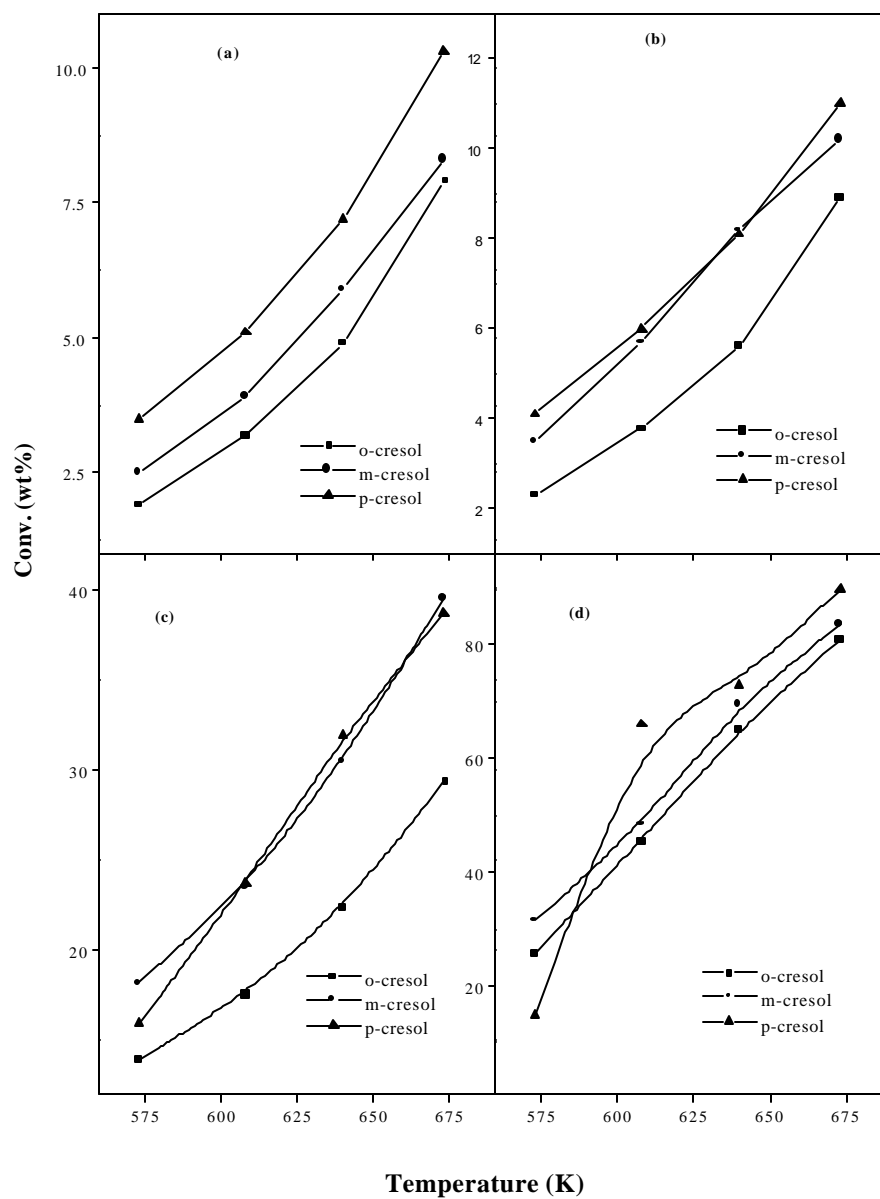 (a)
10.0
7.5
5.0
2.5
o-cresol
m-cresol
p-cresol
(b)
12
10
8
6
4
2
o-cresol
m-cresol
p-cresol
Conv. (wt%)
(c)
40
30
20
o-cresol
m-cresol
p-cresol
575 600 625 650 675
(d)
80
60
40
20
o-cresol
m-cresol
p-cresol
575 600 625 650 675
Temperature (K)